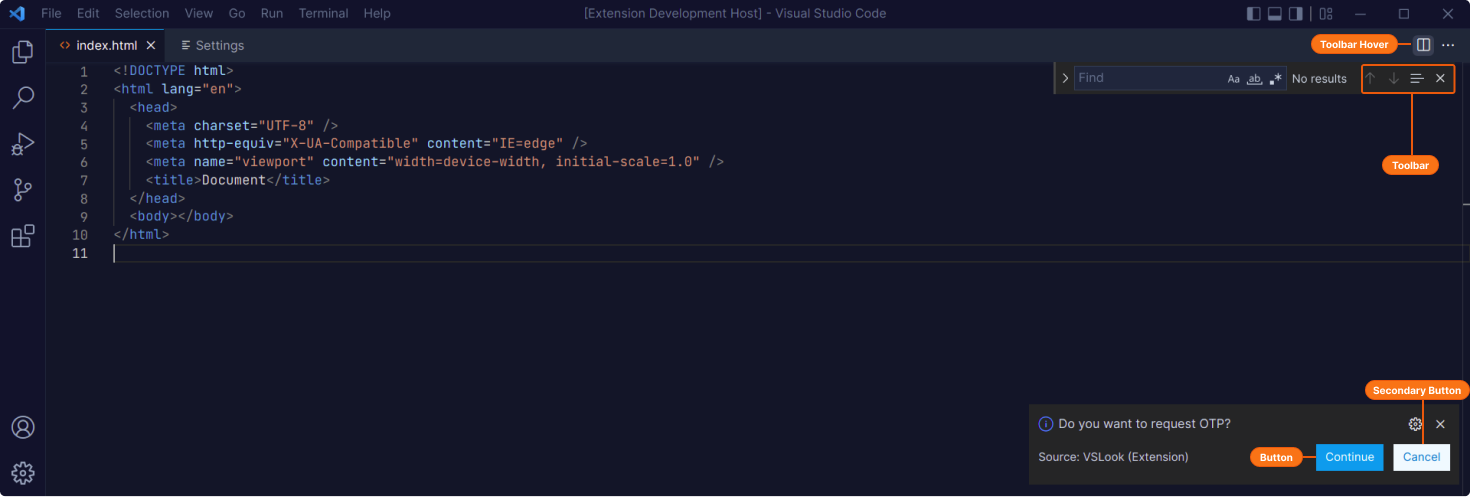 File Edit Selection View Go Run Terminal Help [Extension Development Host] - Visual Studio Code
index.html Settings Toolbar Hover
1 <!DOCTYPE html>
2 <html lang="en">
3 <head>
4 <meta charset="UTF-8" />
5 <meta http-equiv="X-UA-Compatible" content="IE=edge" />
6 <meta name="viewport" content="width=device-width, initial-scale=1.0" />
7 <title>Document</title>
8 </head>
9 <body></body>
10 </html>
11
Find Aa ab .* No results
Toolbar
Secondary Button
Do you want to request OTP?
Source: VSLook (Extension) Button Continue Cancel